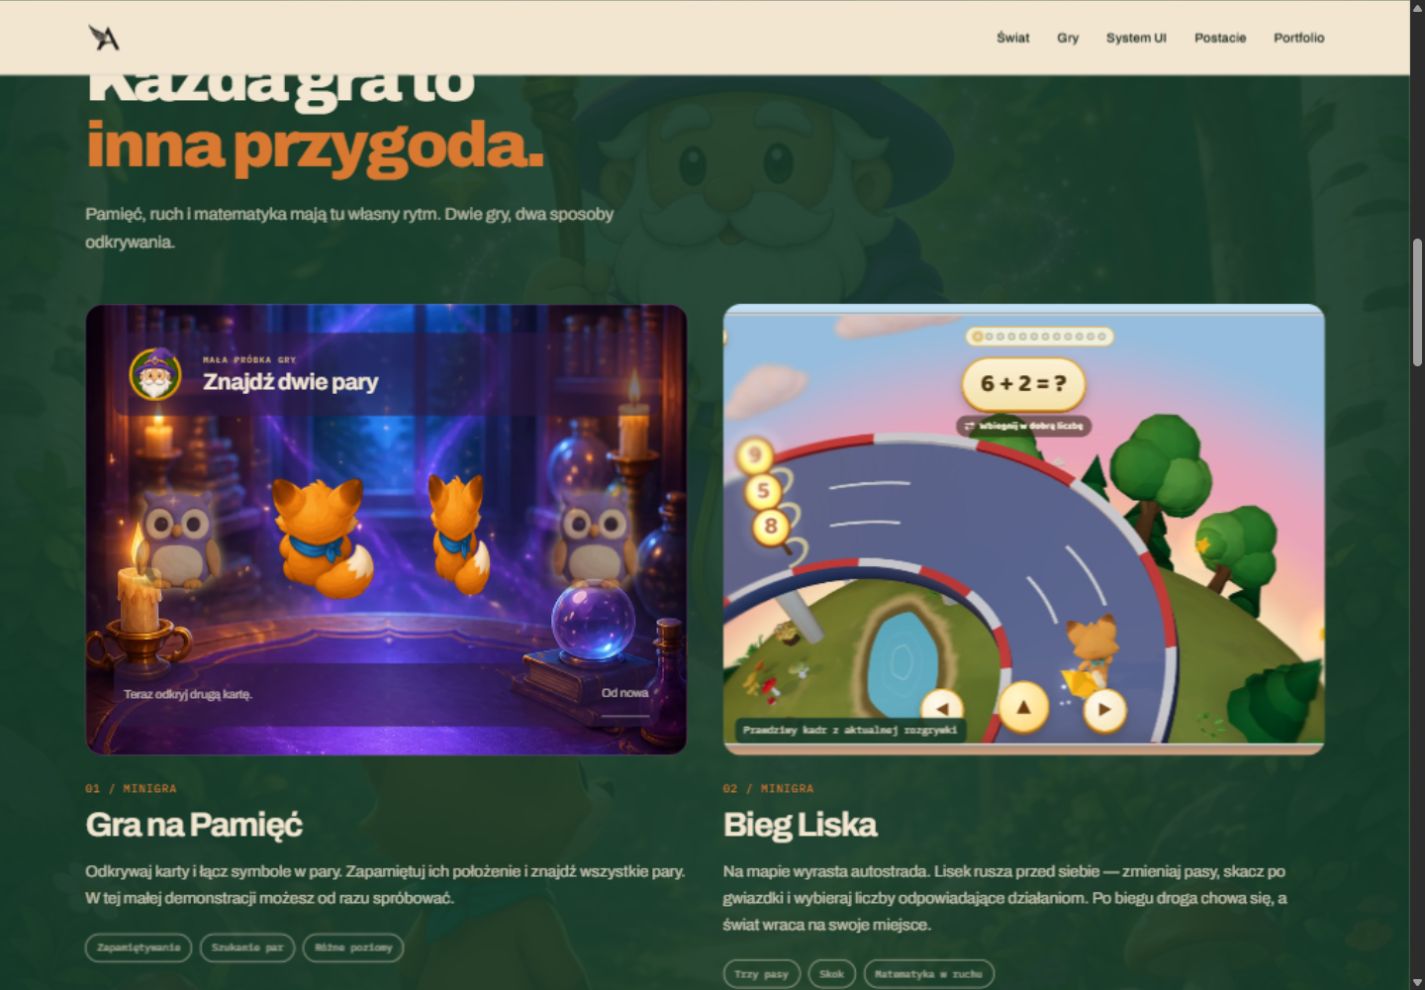 Świat Gry System UI Postacie Portfolio
Każda gra to
inna przygoda.
Pamięć, ruch i matematyka mają tu własny rytm. Dwie gry, dwa sposoby
odkrywania.
MAŁA PRÓBKA GRY
Znajdź dwie pary
Teraz odkryj drugą kartę.
Od nowa
6 + 2 = ?
Wbiegnij w dobrą liczbę
9
5
8
Prawdziwy kadr z aktualnej rozgrywki
01 / MINIGRA
Gra na Pamięć
Odkrywaj karty i łącz symbole w pary. Zapamiętuj ich położenie i znajdź wszystkie pary.
W tej małej demonstracji możesz od razu spróbować.
Zapamiętywanie Szukanie par Różne poziomy
02 / MINIGRA
Bieg Liska
Na mapie wyrasta autostrada. Lisek rusza przed siebie — zmieniaj pasy, skacz po
gwiazdki i wybieraj liczby odpowiadające działaniom. Po biegu droga chowa się, a
świat wraca na swoje miejsce.
Trzy pasy Skok Matematyka w ruchu